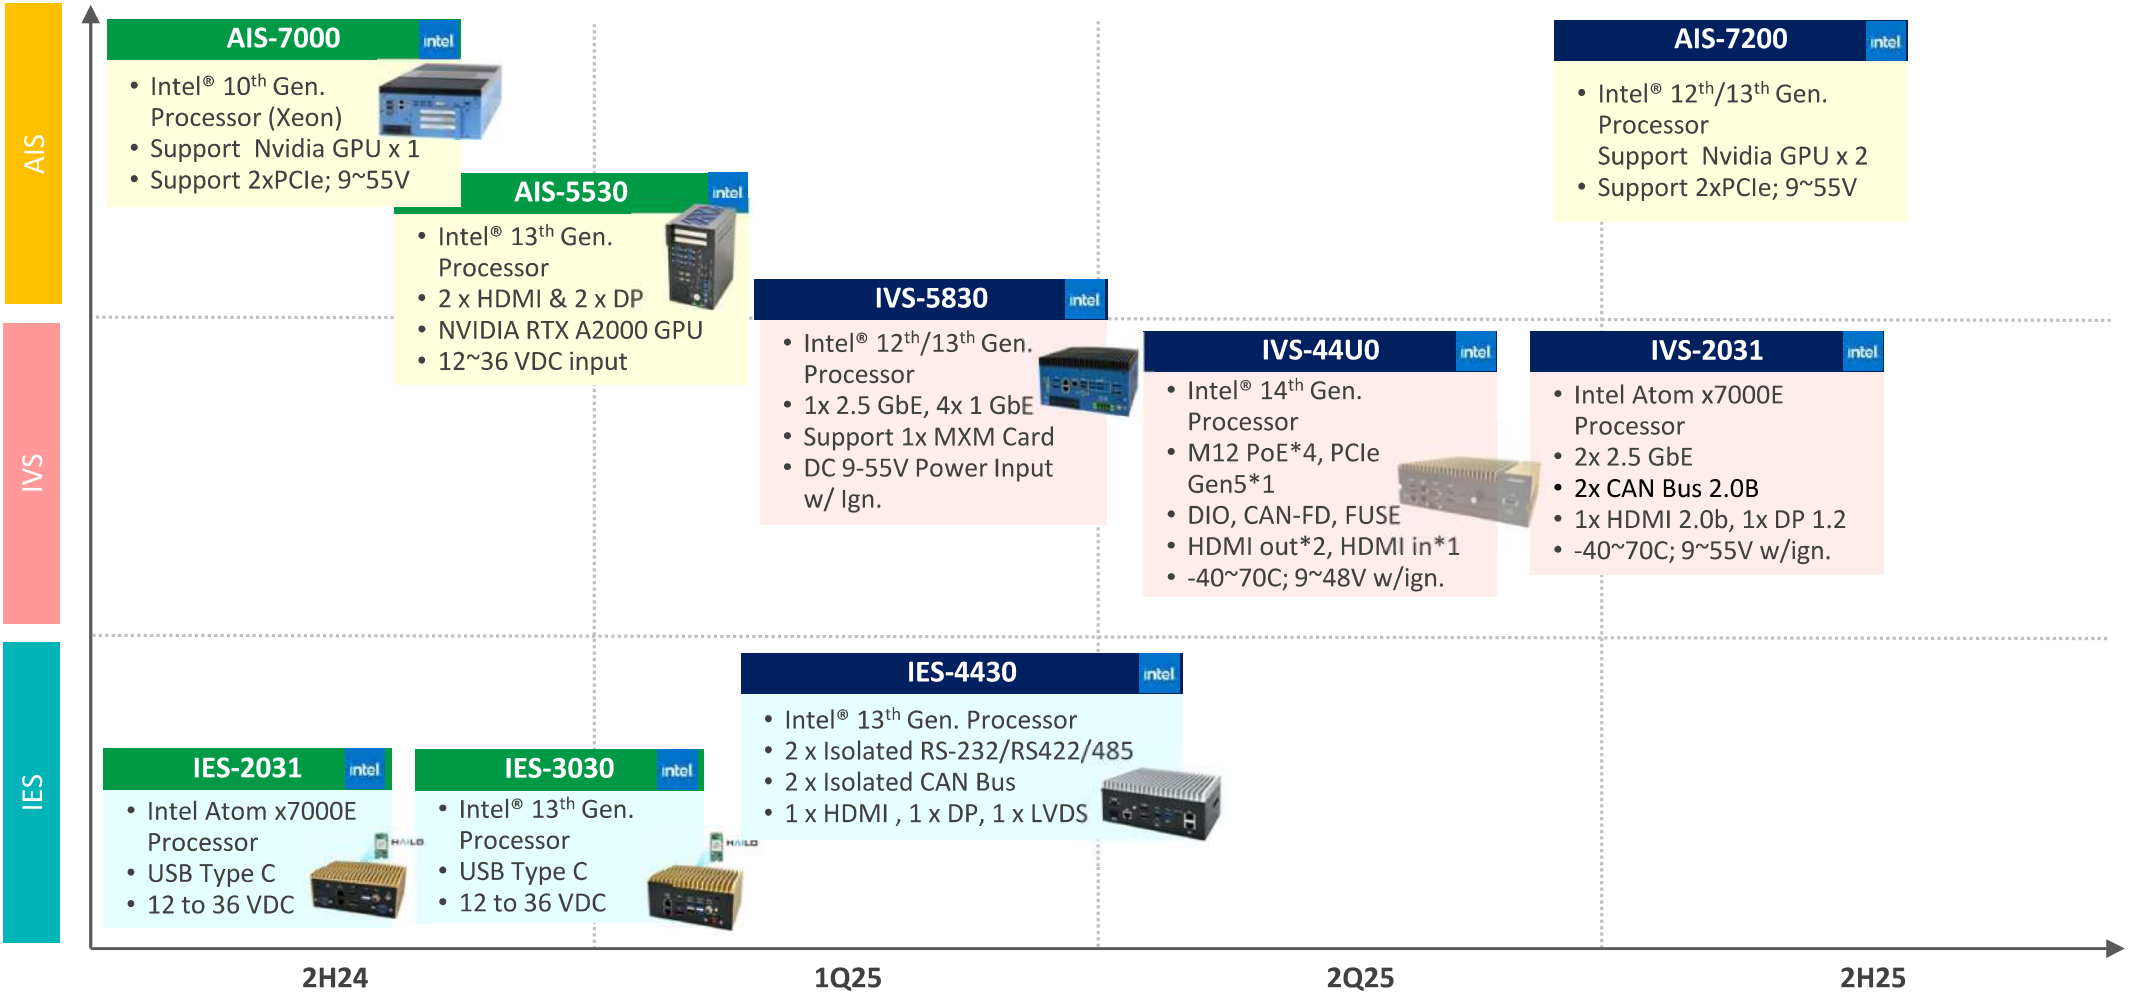 AIS
AIS-7000
intel
• Intel® 10th Gen.
Processor (Xeon)
• Support Nvidia GPU x 1
• Support 2xPCIe; 9~55V
AIS-5530
intel
• Intel® 13th Gen.
Processor
• 2 x HDMI & 2 x DP
• NVIDIA RTX A2000 GPU
• 12~36 VDC input
AIS-7200
intel
• Intel® 12th/13th Gen.
Processor
Support Nvidia GPU x 2
• Support 2xPCIe; 9~55V
IVS
IVS-5830
intel
• Intel® 12th/13th Gen.
Processor
• 1x 2.5 GbE, 4x 1 GbE
• Support 1x MXM Card
• DC 9-55V Power Input
w/ Ign.
IVS-44U0
intel
• Intel® 14th Gen.
Processor
• M12 PoE*4, PCIe
Gen5*1
• DIO, CAN-FD, FUSE
• HDMI out*2, HDMI in*1
• -40~70C; 9~48V w/ign.
IVS-2031
intel
• Intel Atom x7000E
Processor
• 2x 2.5 GbE
• 2x CAN Bus 2.0B
• 1x HDMI 2.0b, 1x DP 1.2
• -40~70C; 9~55V w/ign.
IES
IES-2031
intel
• Intel Atom x7000E
Processor
• USB Type C
• 12 to 36 VDC
HAILO
IES-3030
intel
• Intel® 13th Gen.
Processor
• USB Type C
• 12 to 36 VDC
HAILO
IES-4430
intel
• Intel® 13th Gen. Processor
• 2 x Isolated RS-232/RS422/485
• 2 x Isolated CAN Bus
• 1 x HDMI , 1 x DP, 1 x LVDS
2H24
1Q25
2Q25
2H25